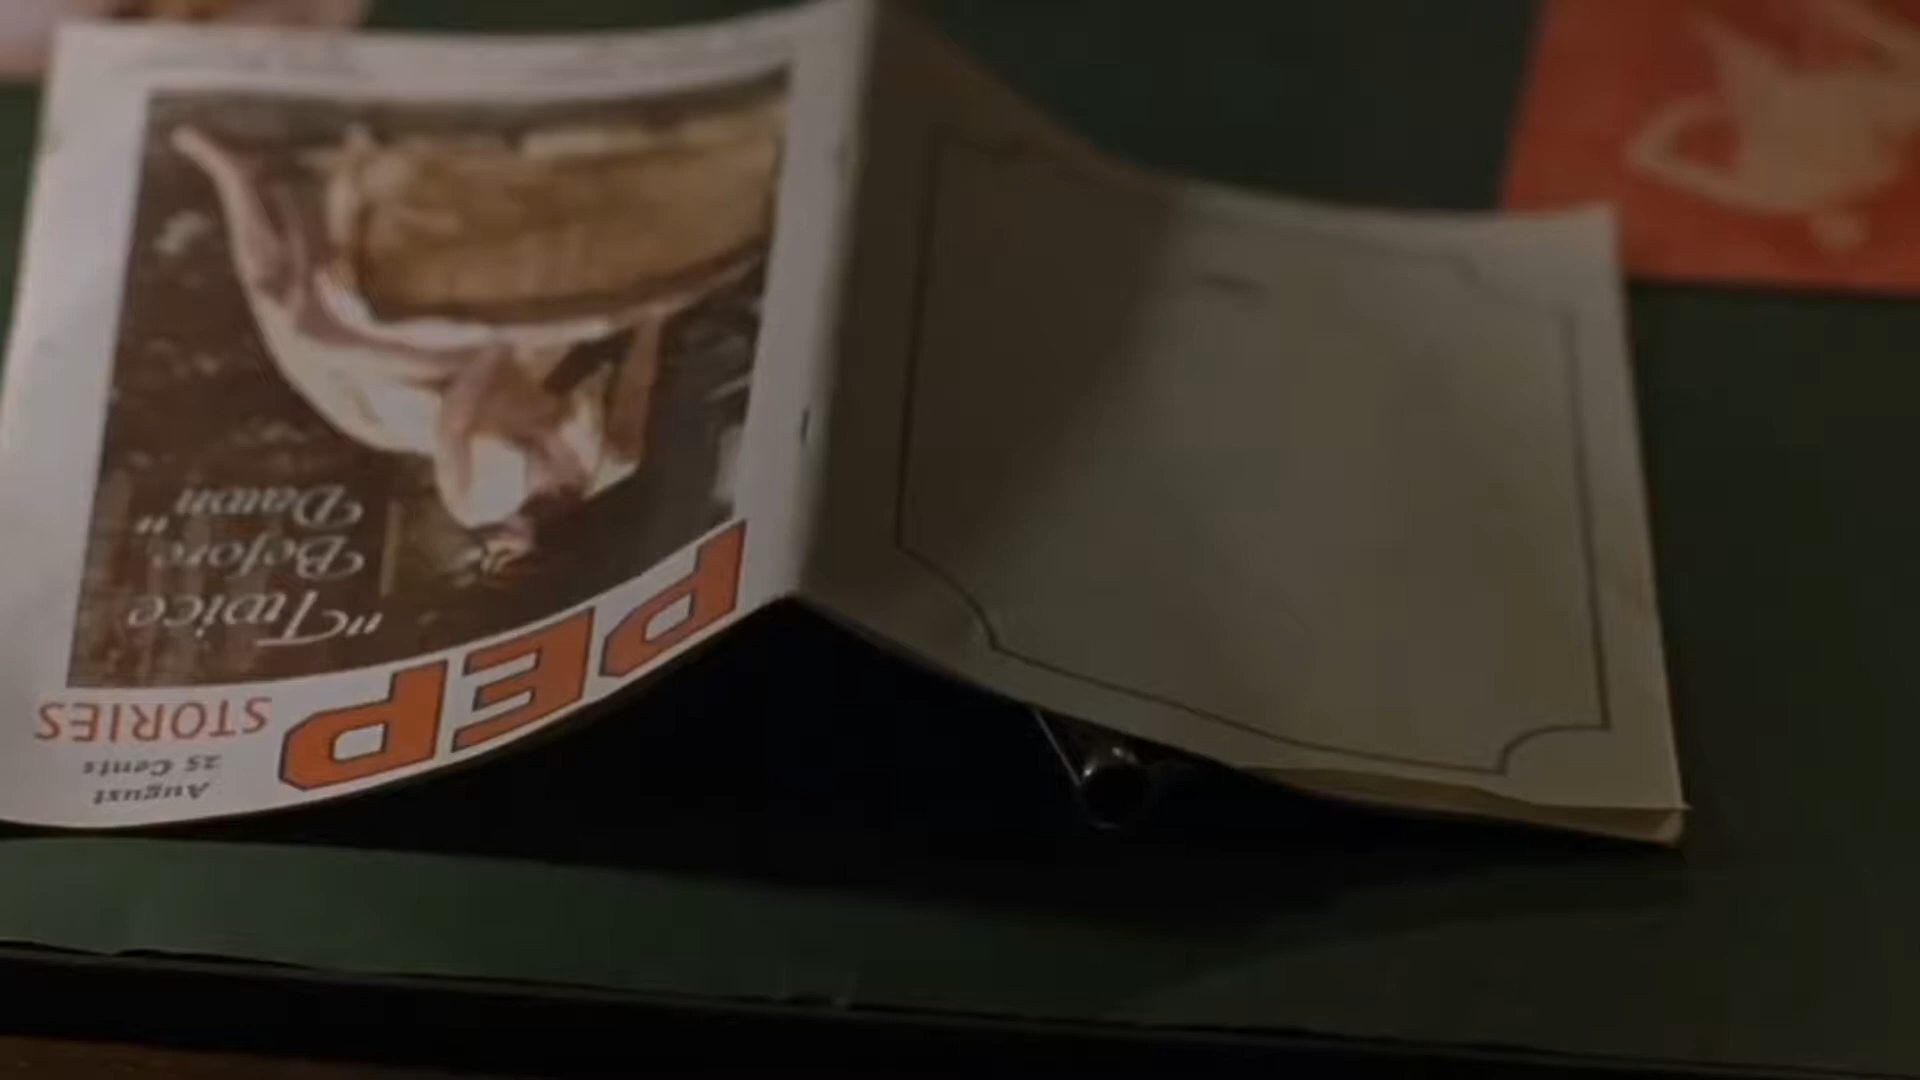 August
25 Cents
PEP
STORIES
"Twice
Before
Dawn"